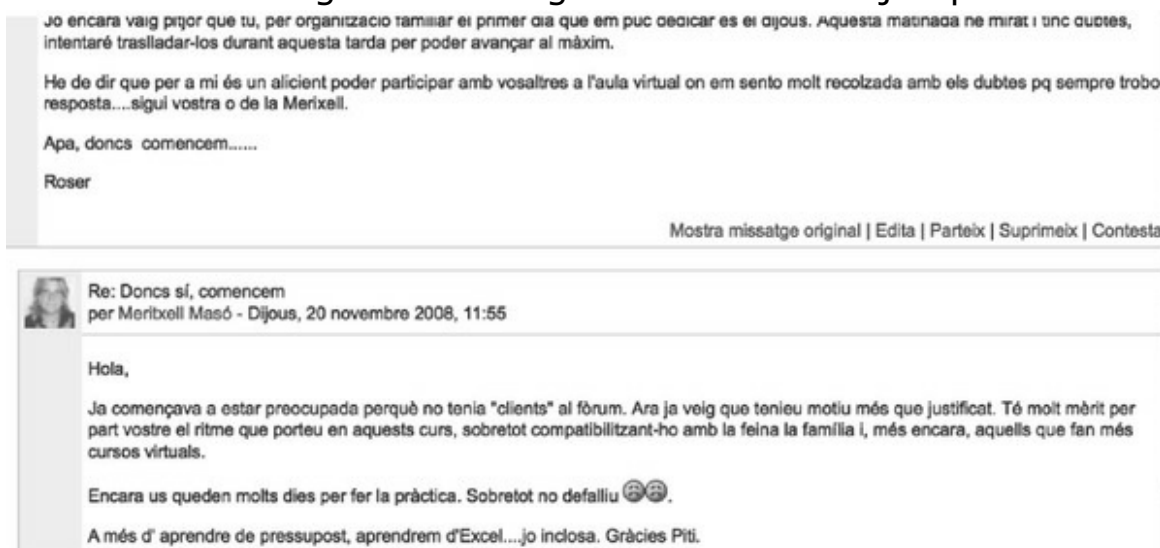 Jo encara vaig pitjor que tu, per organització familiar el primer dia que em puc dedicar es el dijous. Aquesta matinada he mirat i tinc dubtes,
intentaré traslladar-los durant aquesta tarda per poder avançar al màxim.
He de dir que per a mi és un alicient poder participar amb vosaltres a l'aula virtual on em sento molt recolzada amb els dubtes pq sempre trobo
resposta....sigui vostra o de la Merixell.
Apa, doncs comencem......
Roser
Mostra missatge original | Edita | Parteix | Suprimeix | Contesta
Re: Doncs sí, comencem
per Meritxell Masó - Dijous, 20 novembre 2008, 11:55
Hola,
Ja començava a estar preocupada perquè no tenia "clients" al fòrum. Ara ja veig que tenieu motiu més que justificat. Té molt mèrit per
part vostre el ritme que porteu en aquests curs, sobretot compatibilitzant-ho amb la feina la família i, més encara, aquells que fan més
cursos virtuals.
Encara us queden molts dies per fer la pràctica. Sobretot no defalliu.
A més d' aprendre de pressupost, aprendrem d'Excel....jo inclosa. Gràcies Piti.